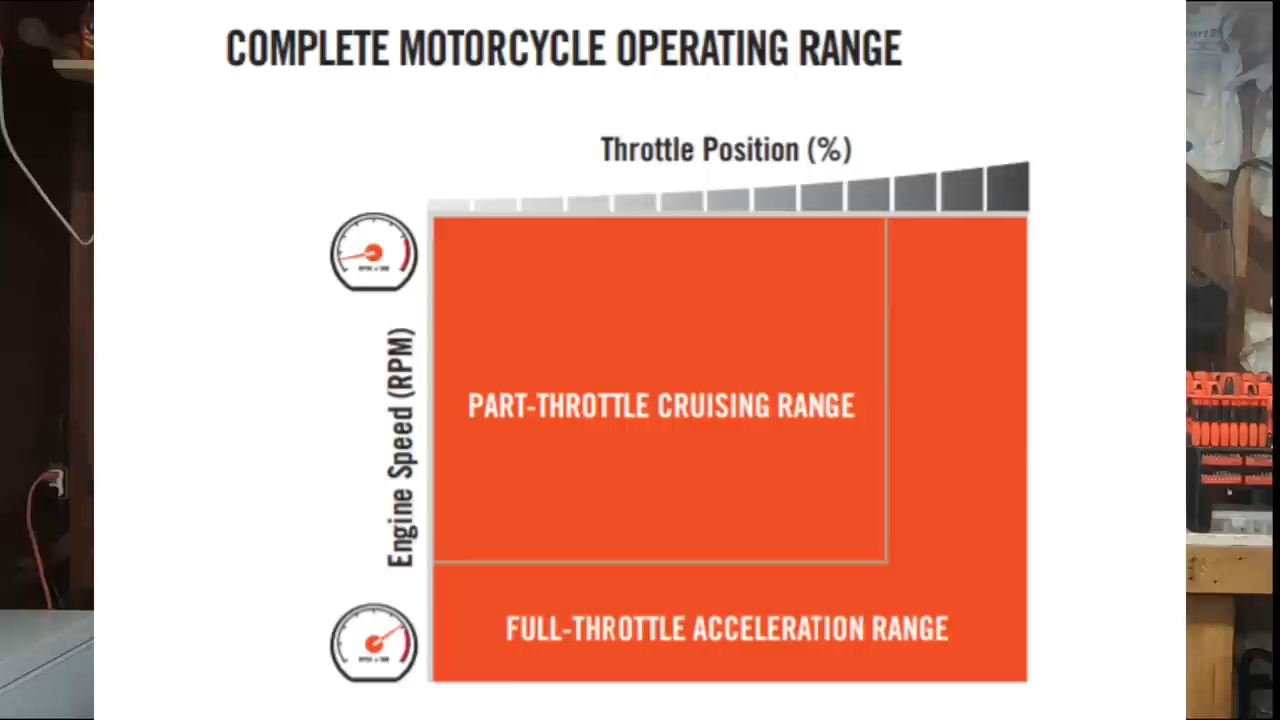 COMPLETE MOTORCYCLE OPERATING RANGE
Throttle Position (%)
Engine Speed (RPM)
PART-THROTTLE CRUISING RANGE
FULL-THROTTLE ACCELERATION RANGE